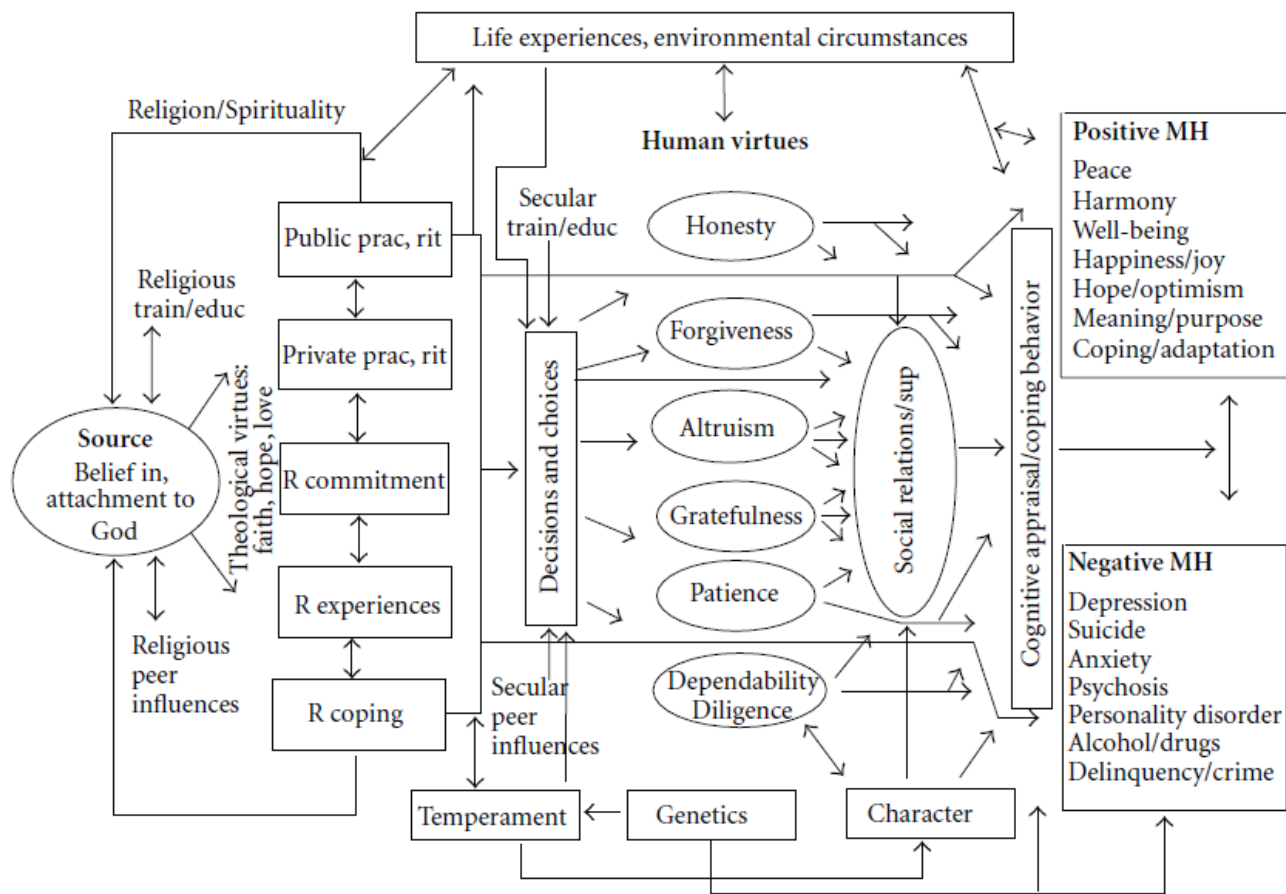 Life experiences, environmental circumstances
Religion/Spirituality
Human virtues
Positive MH
Peace
Harmony
Well-being
Happiness/joy
Hope/optimism
Meaning/purpose
Coping/adaptation
Secular
train/educ
Honesty
Public prac, rit
Religious
train/educ
Private prac, rit
Forgiveness
Theological virtues:
faith, hope, love
Source
Belief in,
attachment to
God
R commitment
Decisions and choices
Altruism
Gratefulness
Social relations/sup
Cognitive appraisal/coping behavior
R experiences
Patience
Negative MH
Depression
Suicide
Anxiety
Psychosis
Personality disorder
Alcohol/drugs
Delinquency/crime
Religious
peer
influences
R coping
Secular
peer
influences
Dependability
Diligence
Temperament
Genetics
Character